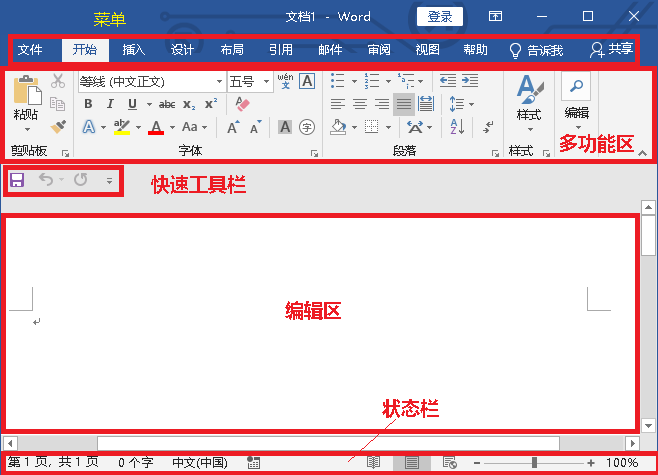 菜单
文档1 - Word
登录
文件 开始 插入 设计 布局 引用 邮件 审阅 视图 帮助 告诉我 共享
等线 (中文正文) 五号 wén 文 A
粘贴
B I U abc x₂ x²
样式
编辑
A ab A Aa A A A 字
剪贴板 字体 段落 样式 多功能区
快速工具栏
编辑区
状态栏
第 1 页, 共 1 页 0 个字 中文(中国) 100%